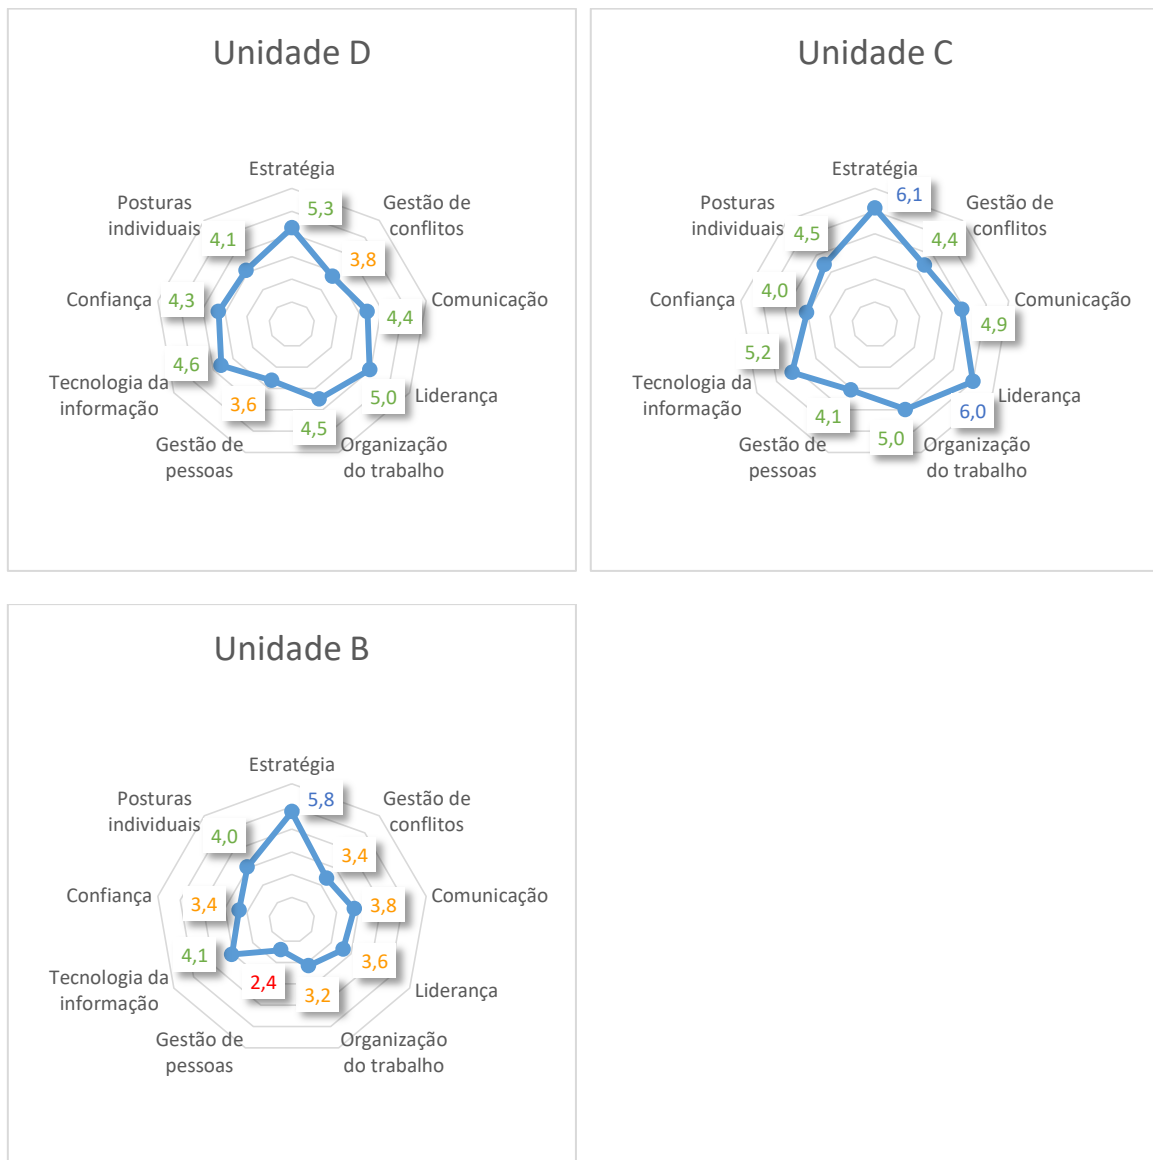 Unidade D
Estratégia
5,3
Gestão de
conflitos
3,8
Comunicação
4,4
Liderança
5,0
Organização
do trabalho
4,5
Gestão de
pessoas
3,6
Tecnologia da
informação
4,6
Confiança
4,3
Posturas
individuais
4,1
Unidade C
Estratégia
6,1
Gestão de
conflitos
4,4
Comunicação
4,9
Liderança
6,0
Organização
do trabalho
5,0
Gestão de
pessoas
4,1
Tecnologia da
informação
5,2
Confiança
4,0
Posturas
individuais
4,5
Unidade B
Estratégia
5,8
Gestão de
conflitos
3,4
Comunicação
3,8
Liderança
3,6
Organização
do trabalho
3,2
Gestão de
pessoas
2,4
Tecnologia da
informação
4,1
Confiança
3,4
Posturas
individuais
4,0